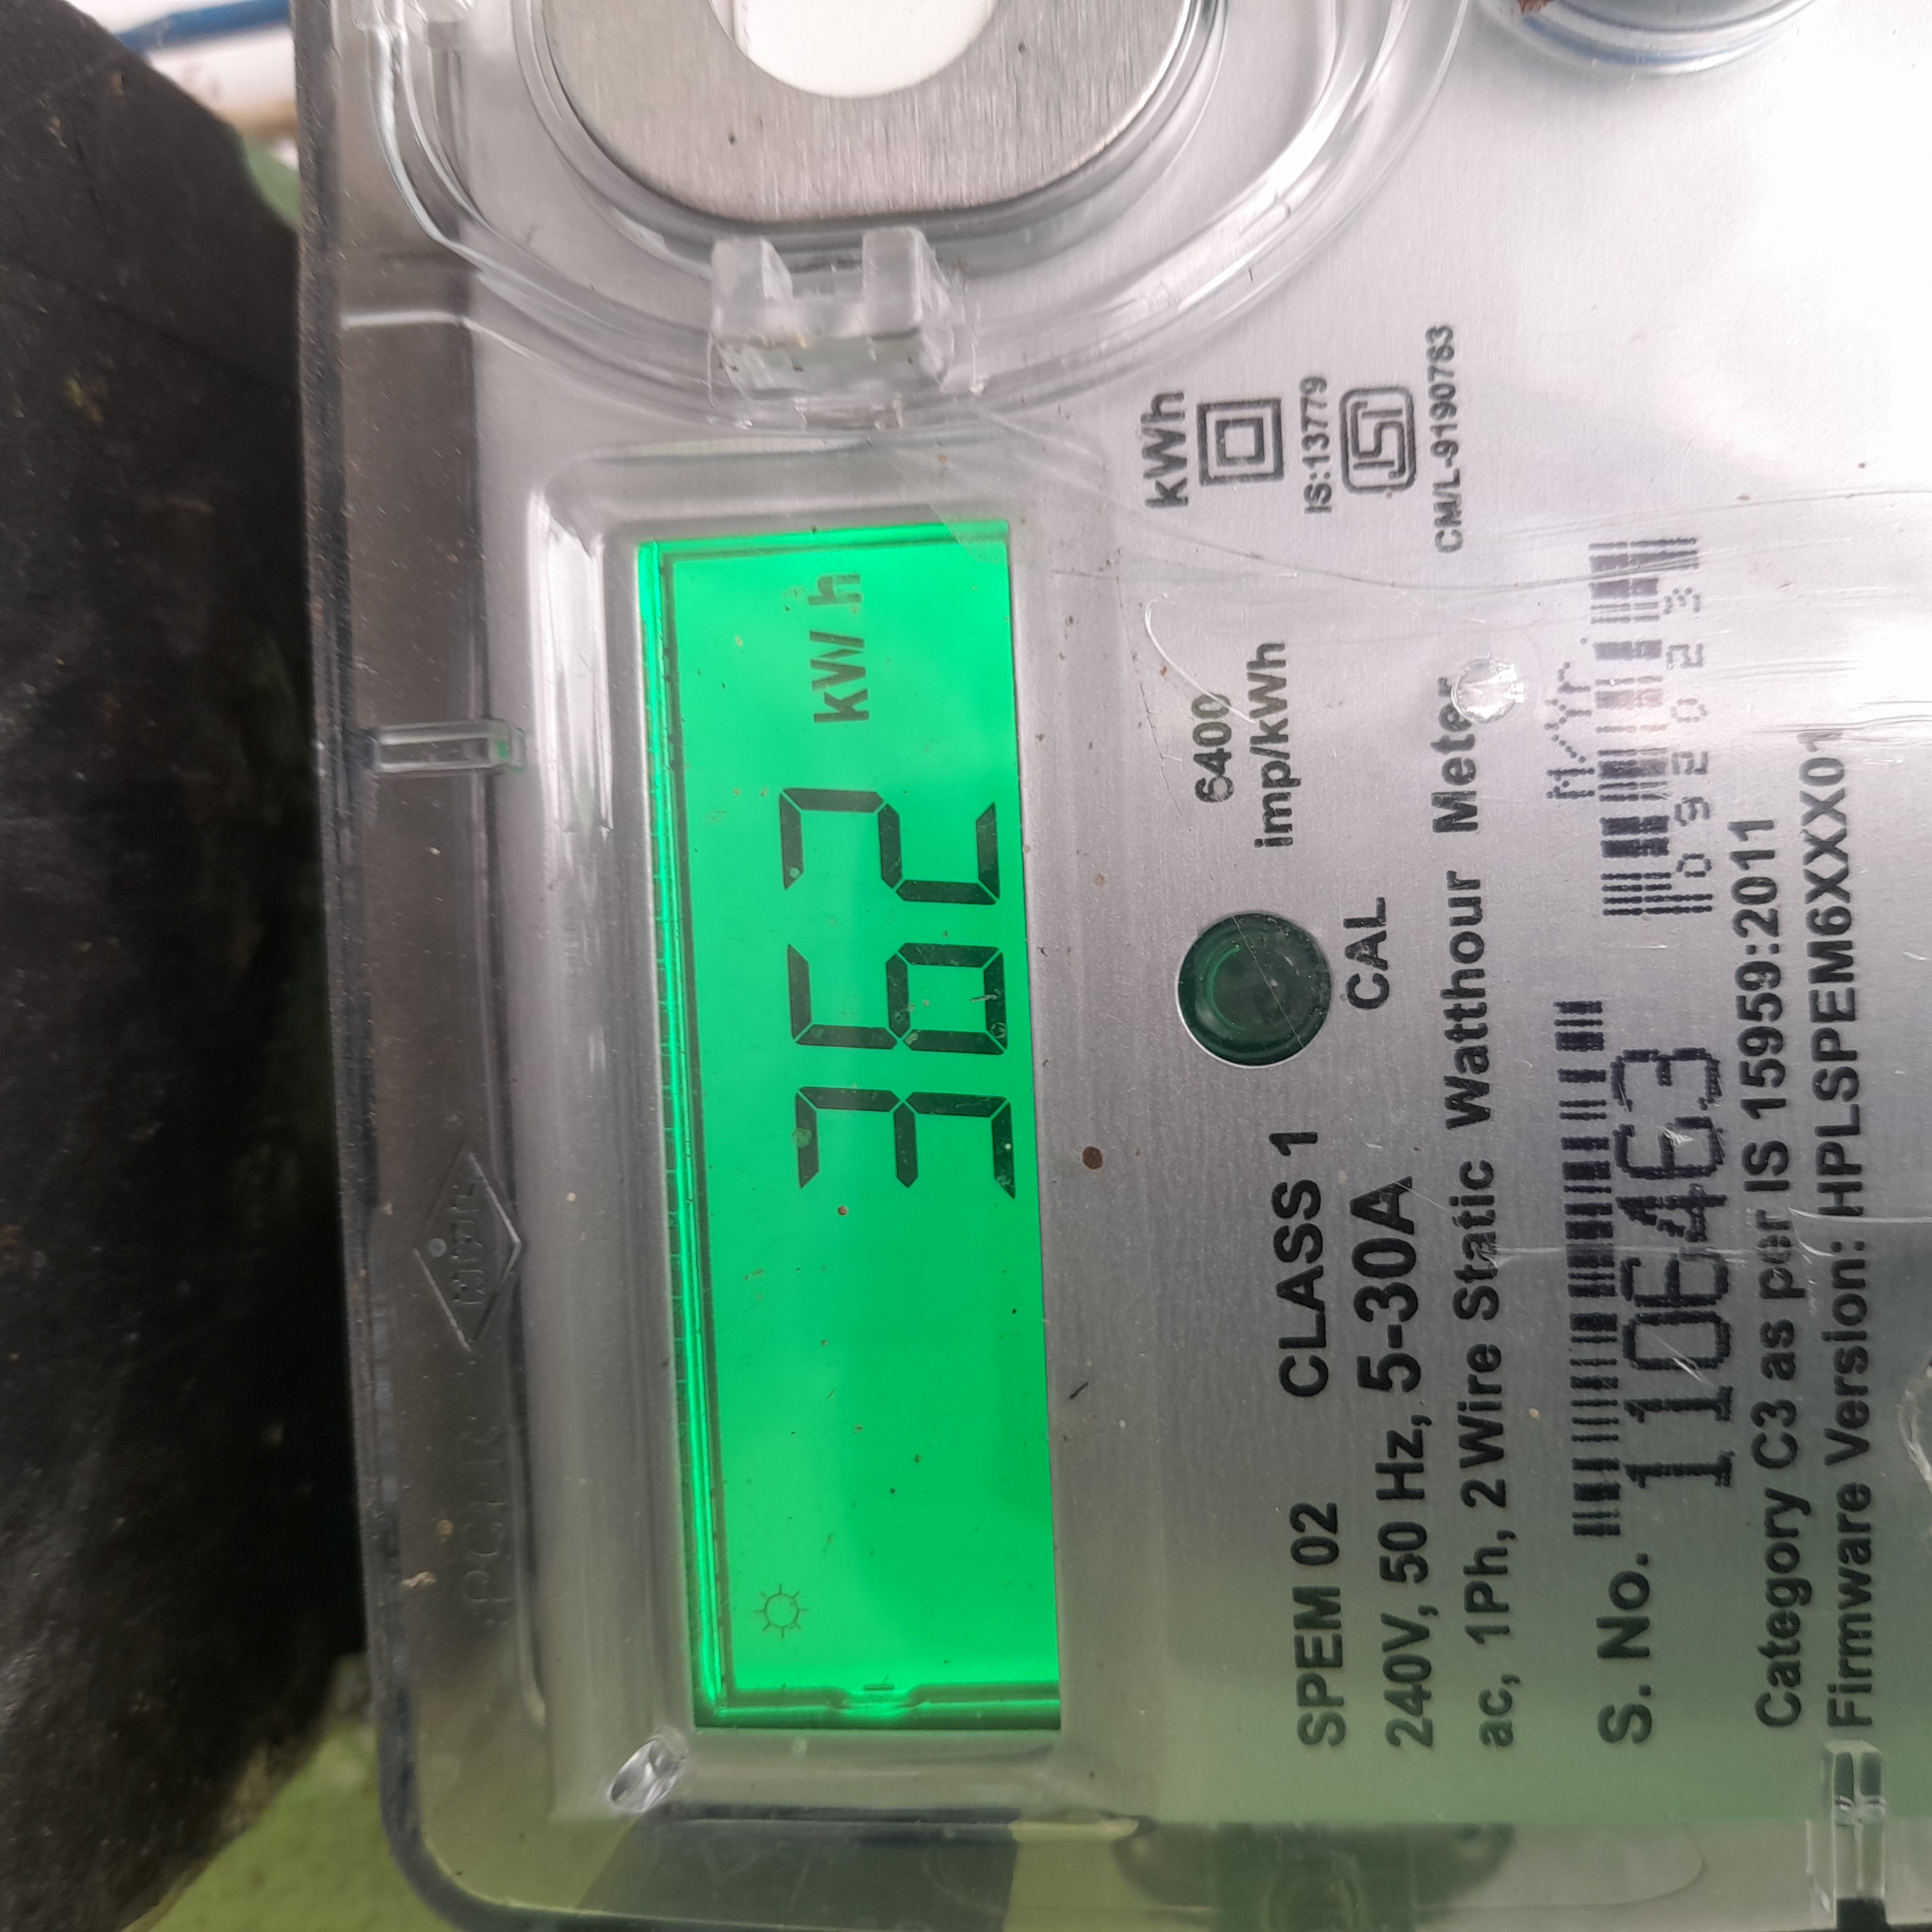 362 kWh
kWh
6400
imp/kWh
IS:13779
CM/L-9190763
SPEM 02 CLASS 1
CAL
240V, 50 Hz, 5-30A
ac, 1Ph, 2 Wire Static Watthour Meter
M/Yr
S. No. 1106463
092023
Category C3 as per IS 15959:2011
Firmware Version: HPLSPEM6XXX01